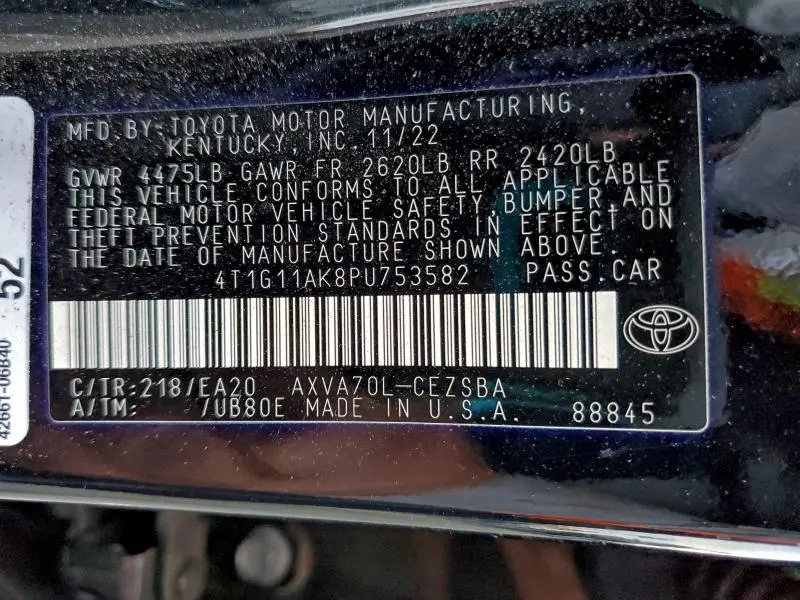 MFD.BY-TOYOTA MOTOR MANUFACTURING,
KENTUCKY,INC.11/22
GVWR 4475LB GAWR FR 2620LB RR 2420LB
THIS VEHICLE CONFORMS TO ALL APPLICABLE
FEDERAL MOTOR VEHICLE SAFETY,BUMPER,AND
THEFT PREVENTION STANDARDS IN EFFECT ON
THE DATE OF MANUFACTURE SHOWN ABOVE.
4T1G11AK8PU753582 PASS.CAR
C/TR:218/EA20 AXVA70L-CEZSBA
A/TM: /UB80E MADE IN U.S.A. 88845
52
42661-06B40